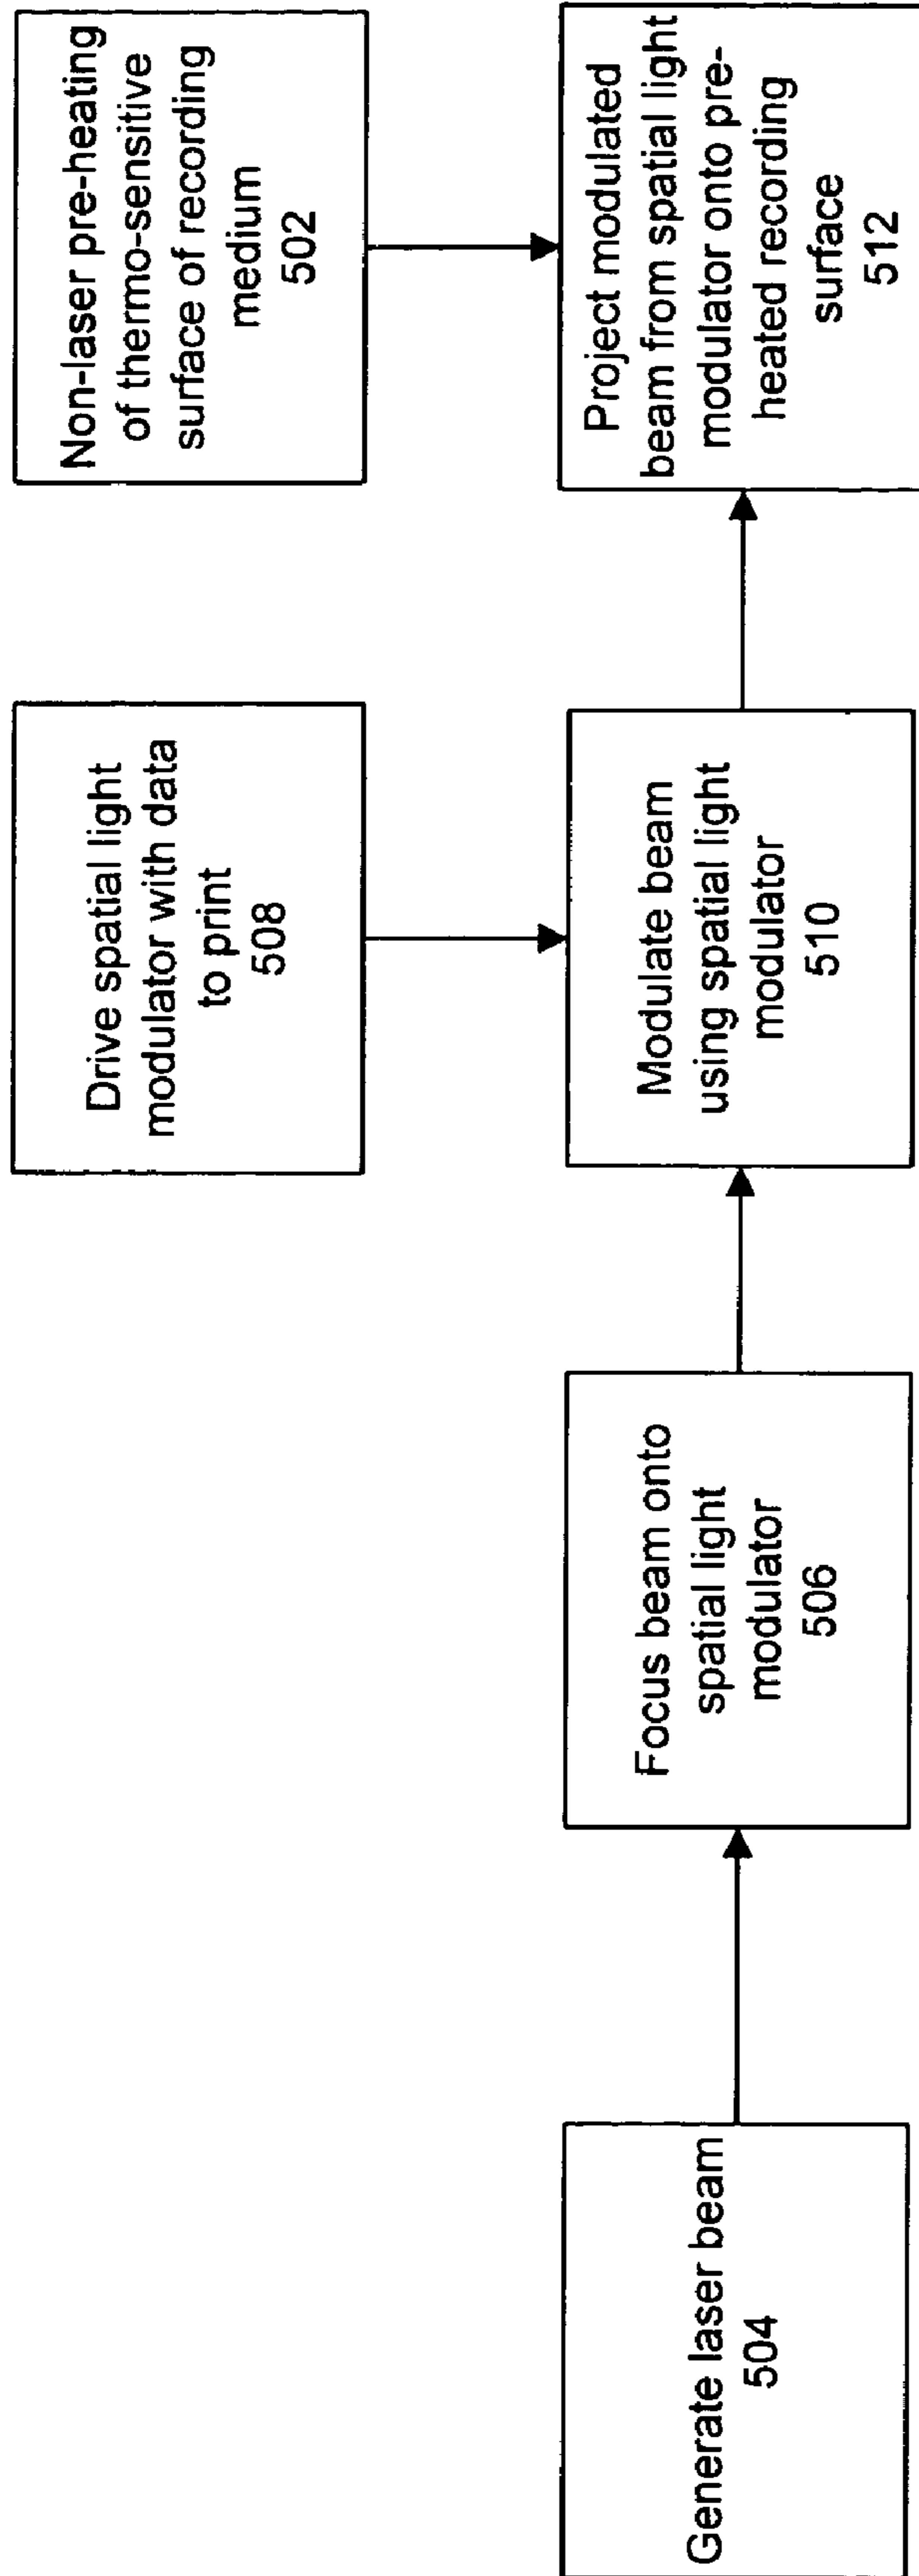 Non-laser pre-heating
of thermo-sensitive
surface of recording
medium
502
Drive spatial light
modulator with data
to print
508
Generate laser beam
504
Focus beam onto
spatial light
modulator
506
Modulate beam
using spatial light
modulator
510
Project modulated
beam from spatial light
modulator onto pre-
heated recording
surface
512